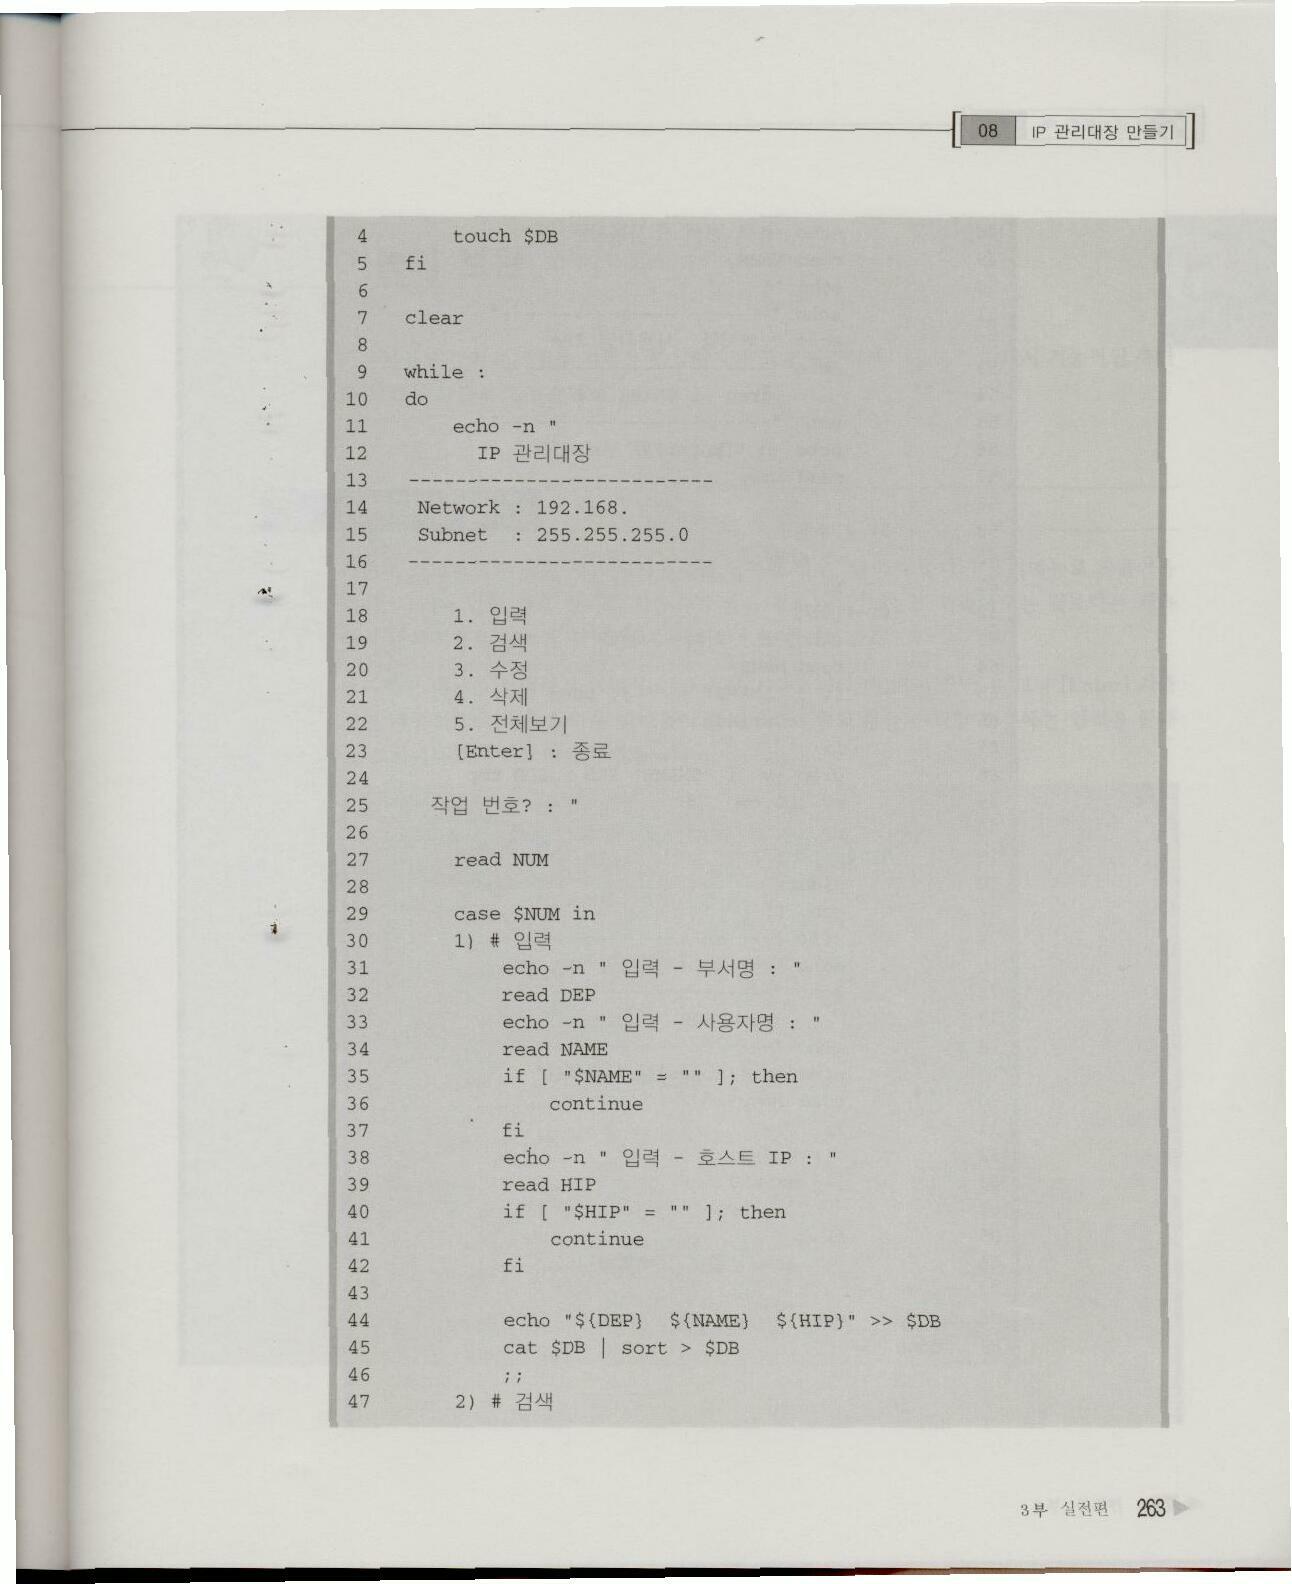 08 IP 관리대장 만들기
4 touch $DB
5 fi
6
7 clear
8
9 while :
10 do
11 echo -n "
12 IP 관리대장
13 --------------------------
14 Network : 192.168.
15 Subnet : 255.255.255.0
16 --------------------------
17
18 1. 입력
19 2. 검색
20 3. 수정
21 4. 삭제
22 5. 전체보기
23 [Enter] : 종료
24
25 작업 번호? : "
26
27 read NUM
28
29 case $NUM in
30 1) # 입력
31 echo -n " 입력 - 부서명 : "
32 read DEP
33 echo -n " 입력 - 사용자명 : "
34 read NAME
35 if [ "$NAME" = "" ]; then
36 continue
37 fi
38 echo -n " 입력 - 호스트 IP : "
39 read HIP
40 if [ "$HIP" = "" ]; then
41 continue
42 fi
43
44 echo "${DEP} ${NAME} ${HIP}" >> $DB
45 cat $DB | sort > $DB
46 ;;
47 2) # 검색
3부 실전편 263